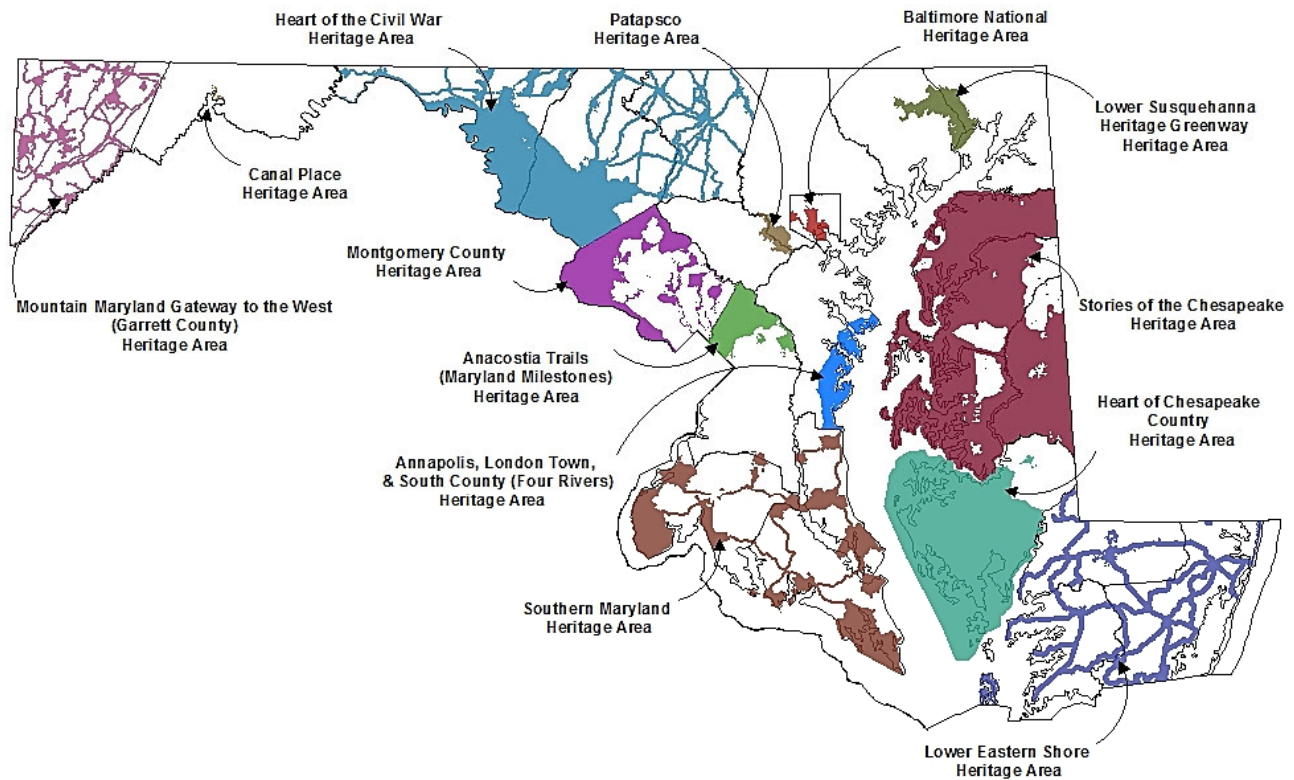 Heart of the Civil War
Heritage Area
Patapsco
Heritage Area
Baltimore National
Heritage Area
Lower Susquehanna
Heritage Greenway
Heritage Area
Canal Place
Heritage Area
Montgomery County
Heritage Area
Mountain Maryland Gateway to the West
(Garrett County)
Heritage Area
Stories of the Chesapeake
Heritage Area
Anacostia Trails
(Maryland Milestones)
Heritage Area
Heart of Chesapeake
Country
Heritage Area
Annapolis, London Town,
& South County (Four Rivers)
Heritage Area
Southern Maryland
Heritage Area
Lower Eastern Shore
Heritage Area